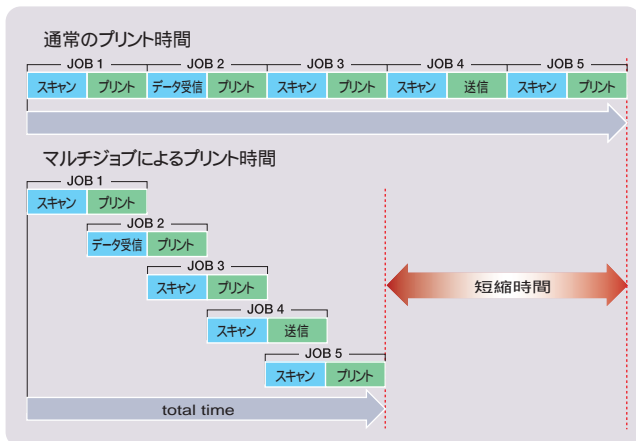 通常のプリント時間
JOB 1 JOB 2 JOB 3 JOB 4 JOB 5
スキャン プリント データ受信 プリント スキャン プリント スキャン 送信 スキャン プリント
マルチジョブによるプリント時間
JOB 1
スキャン プリント
JOB 2
データ受信 プリント
JOB 3
スキャン プリント
短縮時間
JOB 4
スキャン 送信
JOB 5
スキャン プリント
total time